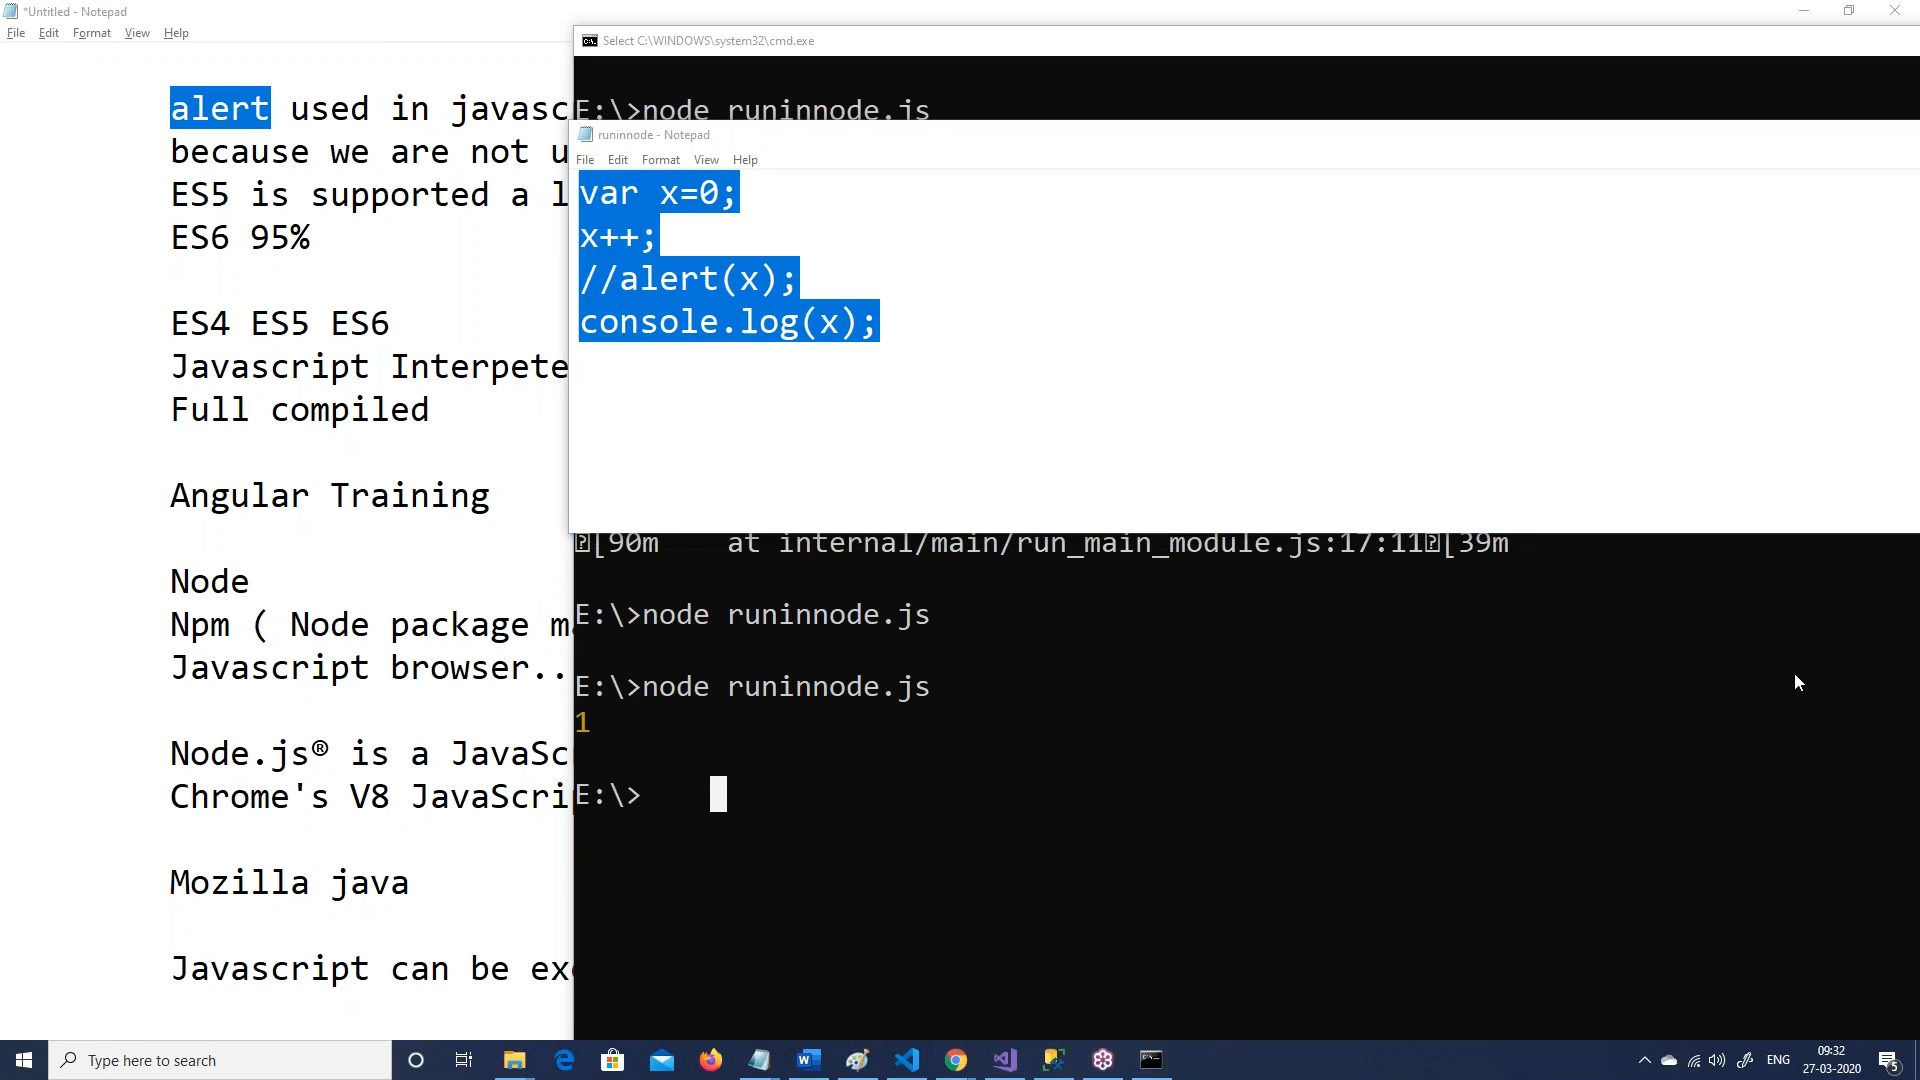 *Untitled - Notepad
File Edit Format View Help
alert used in javasc
because we are not u
ES5 is supported a l
ES6 95%
ES4 ES5 ES6
Javascript Interpete
Full compiled
Angular Training
Node
Npm ( Node package ma
Javascript browser..
Node.js® is a JavaSc
Chrome's V8 JavaScrip
Mozilla java
Javascript can be exe
Select C:\WINDOWS\system32\cmd.exe
E:\>node runinnode.js
runinnode - Notepad
File Edit Format View Help
var x=0;
x++;
//alert(x);
console.log(x);
[90m    at internal/main/run_main_module.js:17:11[39m
E:\>node runinnode.js
E:\>node runinnode.js
1
E:\>
Type here to search
ENG
09:32
27-03-2020
5